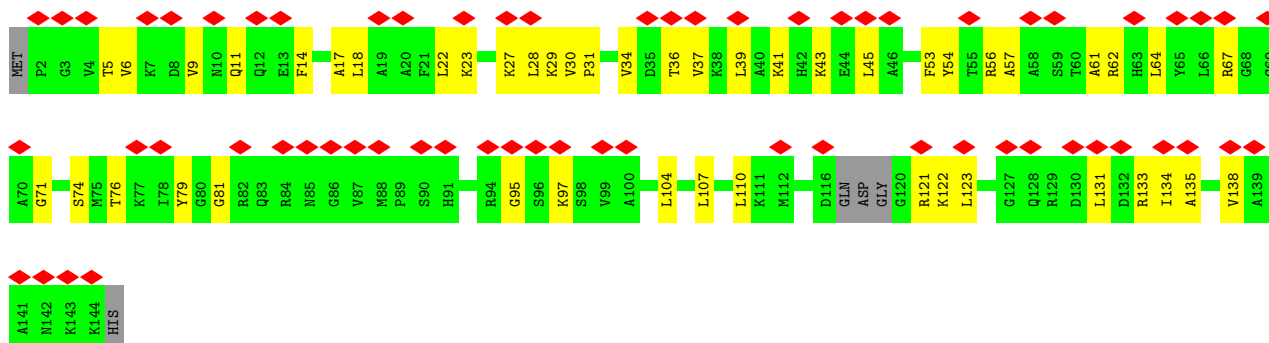 MET P2 G3 V4 T5 V6 K7 D8 V9 N10 Q11 Q12 E13 F14 A17 L18 A19 A20 F21 L22 K23 K27 L28 K29 V30 P31 V34 D35 T36 V37 K38 L39 A40 K41 H42 K43 E44 L45 A46 F53 Y54 T55 R56 A57 A58 S59 T60 A61 R62 H63 L64 Y65 L66 R67 G68
A70 G71 S74 M75 T76 K77 I78 Y79 G80 G81 R82 Q83 R84 N85 G86 V87 M88 P89 S90 H91 R94 G95 S96 K97 S98 V99 A100 L104 L107 L110 K111 M112 D116 GLN ASP GLY G120 R121 K122 L123 G127 Q128 R129 D130 L131 D132 R133 I134 A135 V138 A139
A141 N142 K143 K144 HIS